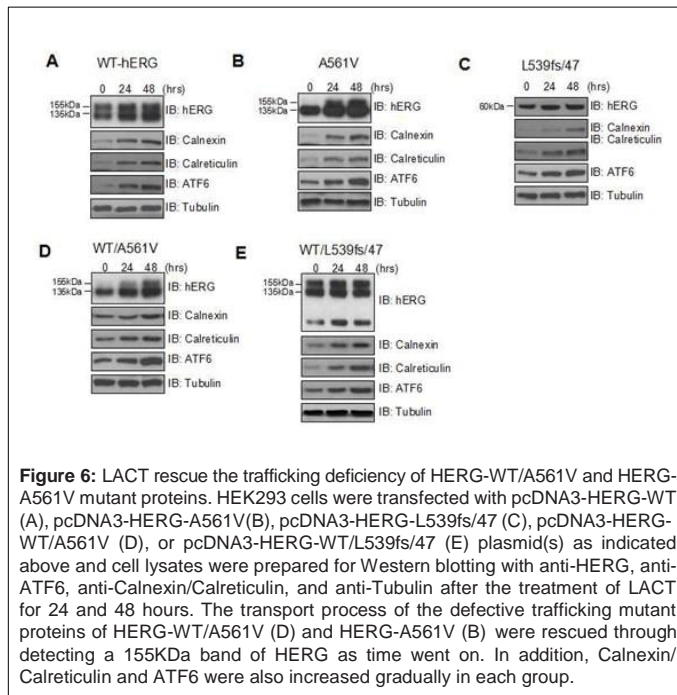 A WT-hERG
0 24 48 (hrs)
155kDa
135kDa
IB: hERG
IB: Calnexin
IB: Calreticulin
IB: ATF6
IB: Tubulin
B A561V
0 24 48 (hrs)
155kDa
135kDa
IB: hERG
IB: Calnexin
IB: Calreticulin
IB: ATF6
IB: Tubulin
C L539fs/47
0 24 48 (hrs)
60kDa
IB: hERG
IB: Calnexin
IB: Calreticulin
IB: ATF6
IB: Tubulin
D WT/A561V
0 24 48 (hrs)
155kDa
135kDa
IB: hERG
IB: Calnexin
IB: Calreticulin
IB: ATF6
IB: Tubulin
E WT/L539fs/47
0 24 48 (hrs)
155kDa
135kDa
IB: hERG
IB: Calnexin
IB: Calreticulin
IB: ATF6
IB: Tubulin
Figure 6: LACT rescue the trafficking deficiency of HERG-WT/A561V and HERG-
A561V mutant proteins. HEK293 cells were transfected with pcDNA3-HERG-WT
(A), pcDNA3-HERG-A561V(B), pcDNA3-HERG-L539fs/47 (C), pcDNA3-HERG-
WT/A561V (D), or pcDNA3-HERG-WT/L539fs/47 (E) plasmid(s) as indicated
above and cell lysates were prepared for Western blotting with anti-HERG, anti-
ATF6, anti-Calnexin/Calreticulin, and anti-Tubulin after the treatment of LACT
for 24 and 48 hours. The transport process of the defective trafficking mutant
proteins of HERG-WT/A561V (D) and HERG-A561V (B) were rescued through
detecting a 155KDa band of HERG as time went on. In addition, Calnexin/
Calreticulin and ATF6 were also increased gradually in each group.